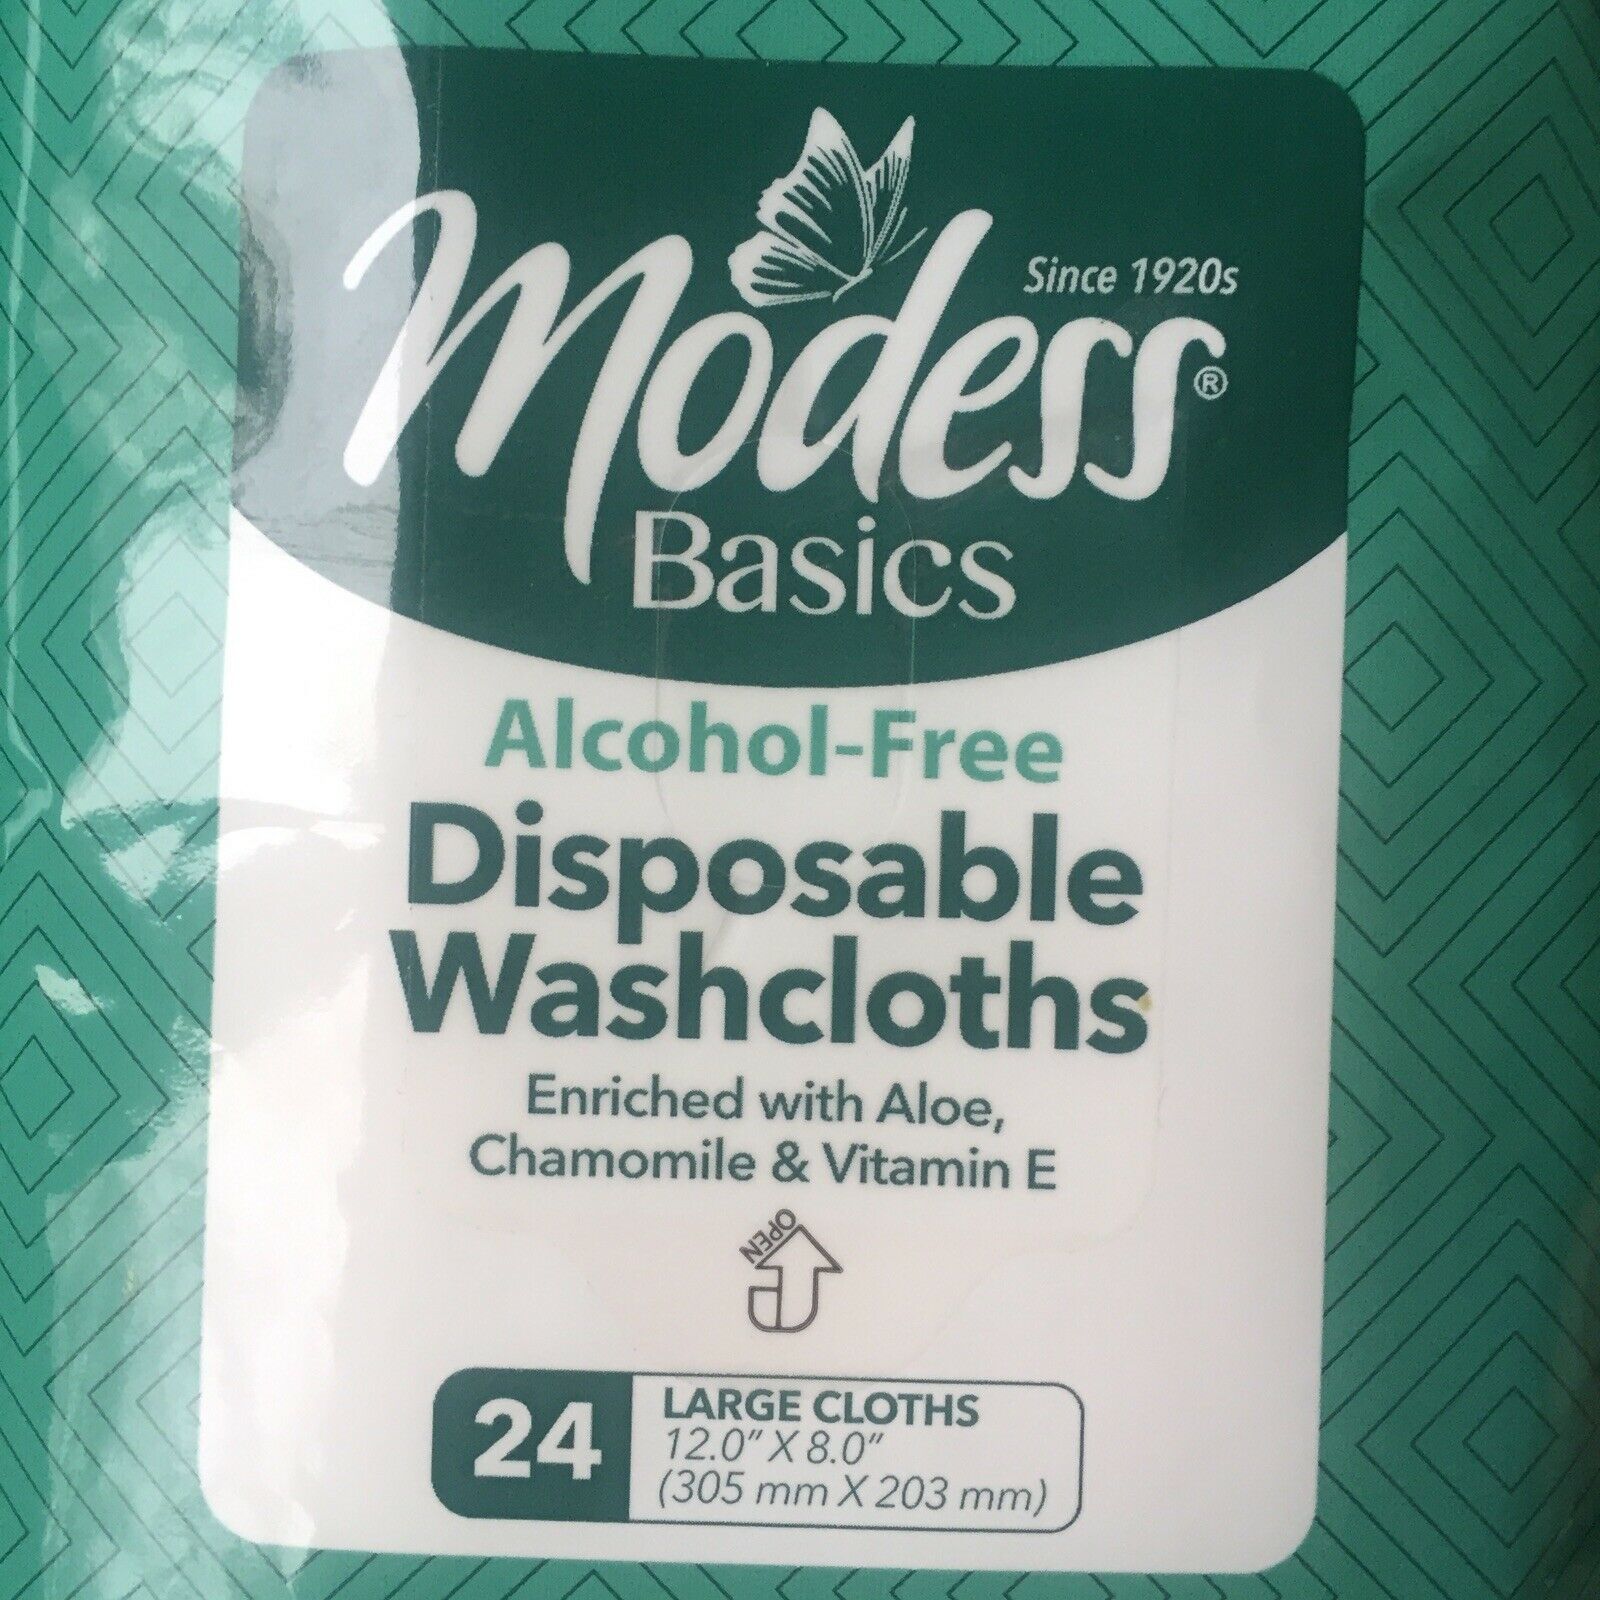 Since 1920s
Modess®
Basics
Alcohol-Free
Disposable
Washcloths
Enriched with Aloe,
Chamomile & Vitamin E
OPEN
24
LARGE CLOTHS
12.0" X 8.0"
(305 mm X 203 mm)